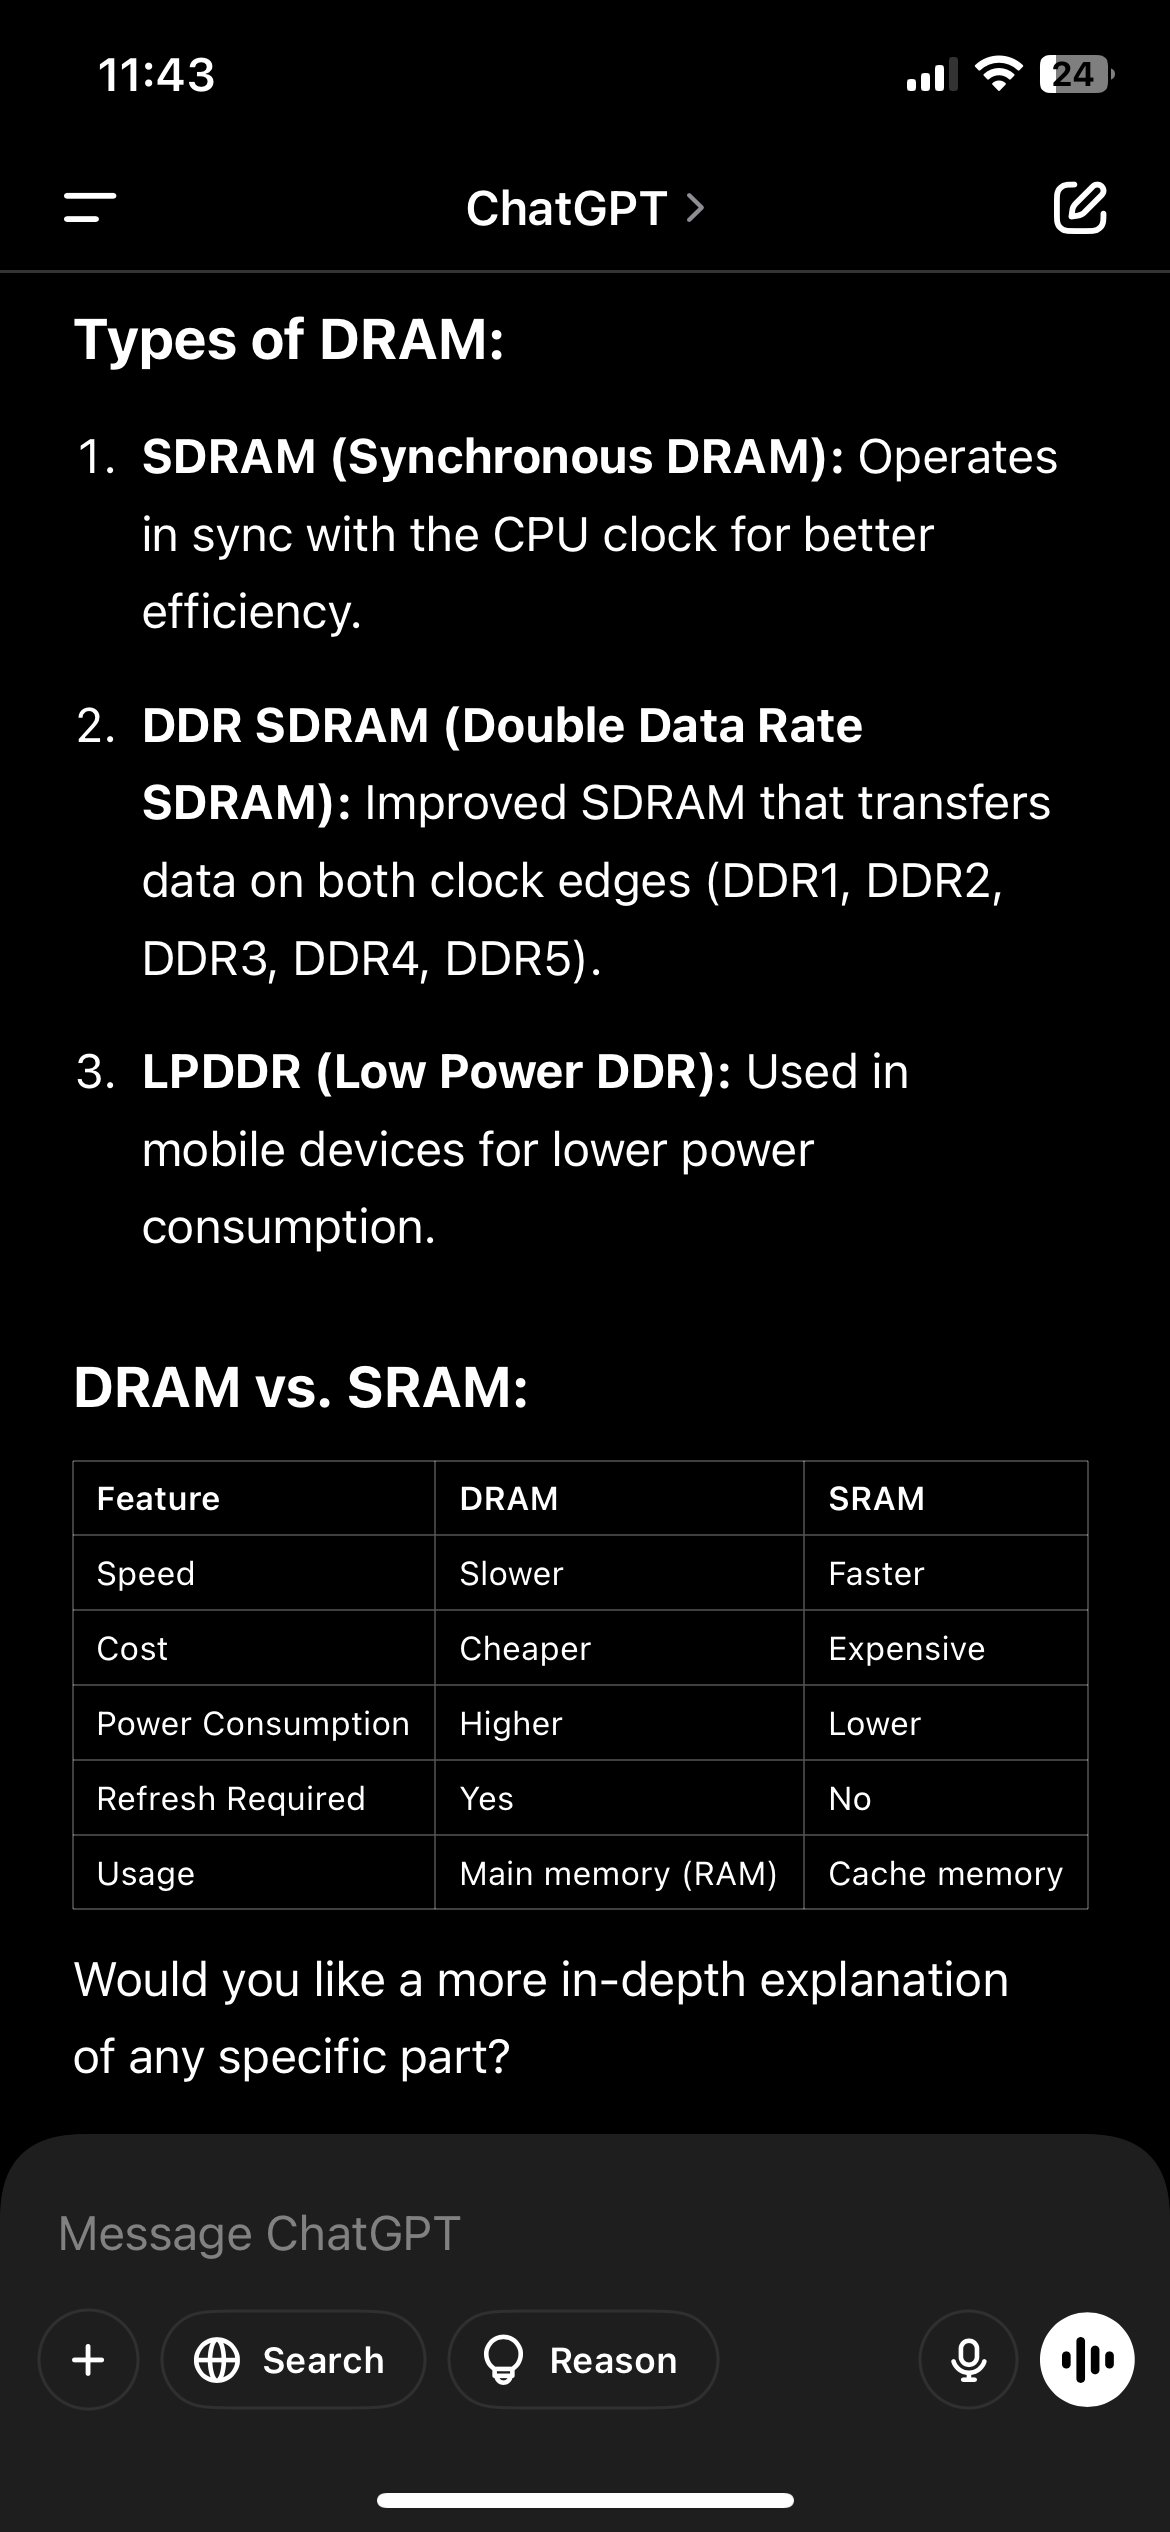 11:43
24
ChatGPT
Types of DRAM:
1. SDRAM (Synchronous DRAM): Operates
in sync with the CPU clock for better
efficiency.
2. DDR SDRAM (Double Data Rate
SDRAM): Improved SDRAM that transfers
data on both clock edges (DDR1, DDR2,
DDR3, DDR4, DDR5).
3. LPDDR (Low Power DDR): Used in
mobile devices for lower power
consumption.
DRAM vs. SRAM:
Feature DRAM SRAM
Speed Slower Faster
Cost Cheaper Expensive
Power Consumption Higher Lower
Refresh Required Yes No
Usage Main memory (RAM) Cache memory
Would you like a more in-depth explanation
of any specific part?
Message ChatGPT
Search Reason